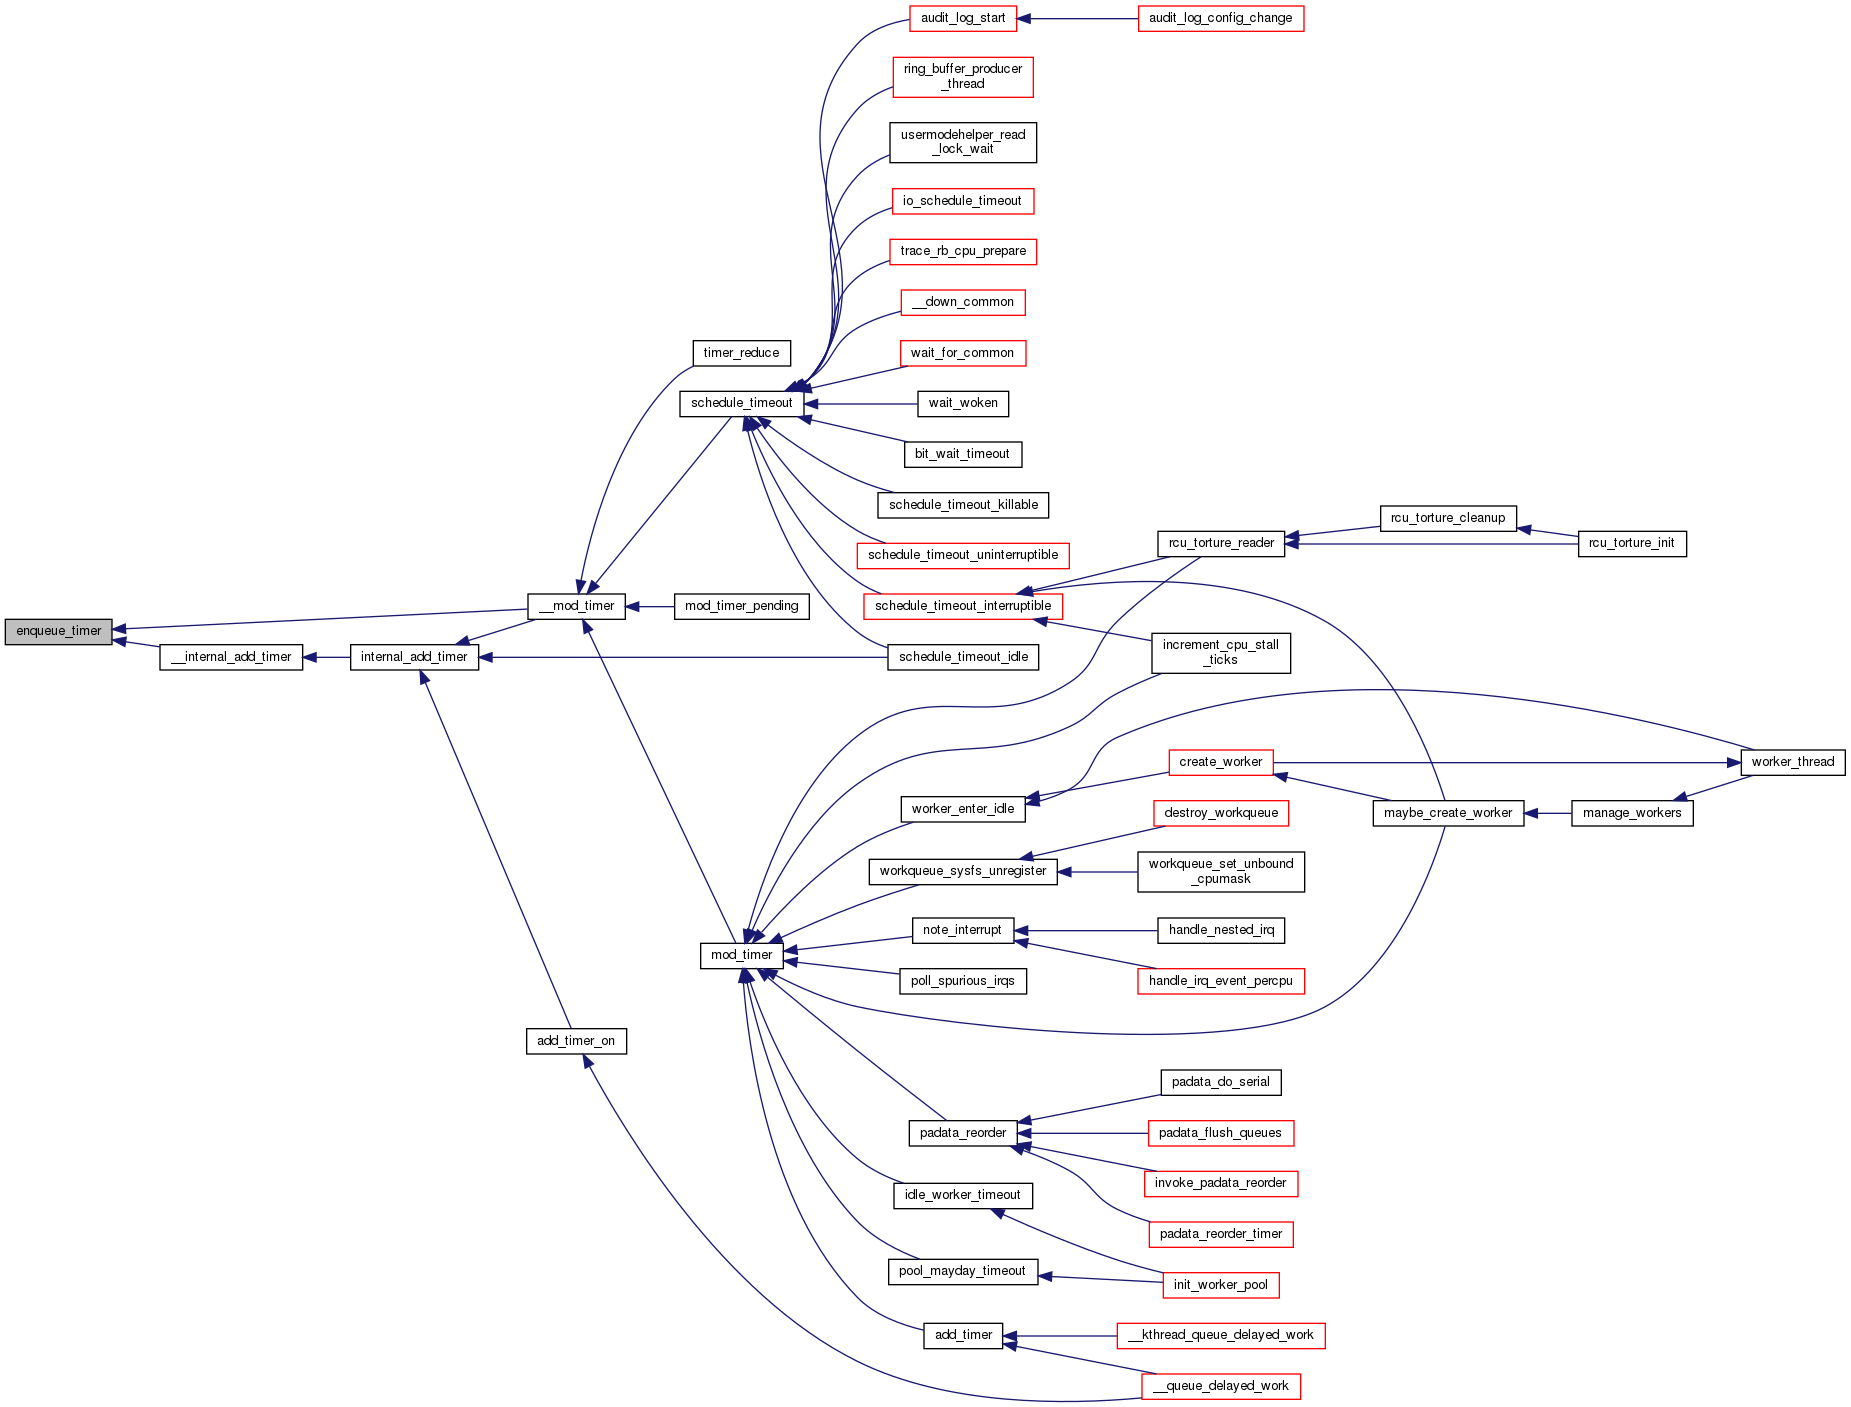 audit_log_start
audit_log_config_change
ring_buffer_producer
_thread
usermodehelper_read
_lock_wait
io_schedule_timeout
trace_rb_cpu_prepare
__down_common
timer_reduce
wait_for_common
schedule_timeout
wait_woken
bit_wait_timeout
schedule_timeout_killable
rcu_torture_cleanup
rcu_torture_reader
rcu_torture_init
schedule_timeout_uninterruptible
__mod_timer
mod_timer_pending
schedule_timeout_interruptible
enqueue_timer
__internal_add_timer
internal_add_timer
schedule_timeout_idle
increment_cpu_stall
_ticks
create_worker
worker_thread
worker_enter_idle
destroy_workqueue
maybe_create_worker
manage_workers
workqueue_sysfs_unregister
workqueue_set_unbound
_cpumask
note_interrupt
handle_nested_irq
mod_timer
poll_spurious_irqs
handle_irq_event_percpu
add_timer_on
padata_do_serial
padata_reorder
padata_flush_queues
invoke_padata_reorder
idle_worker_timeout
padata_reorder_timer
pool_mayday_timeout
init_worker_pool
add_timer
__kthread_queue_delayed_work
__queue_delayed_work